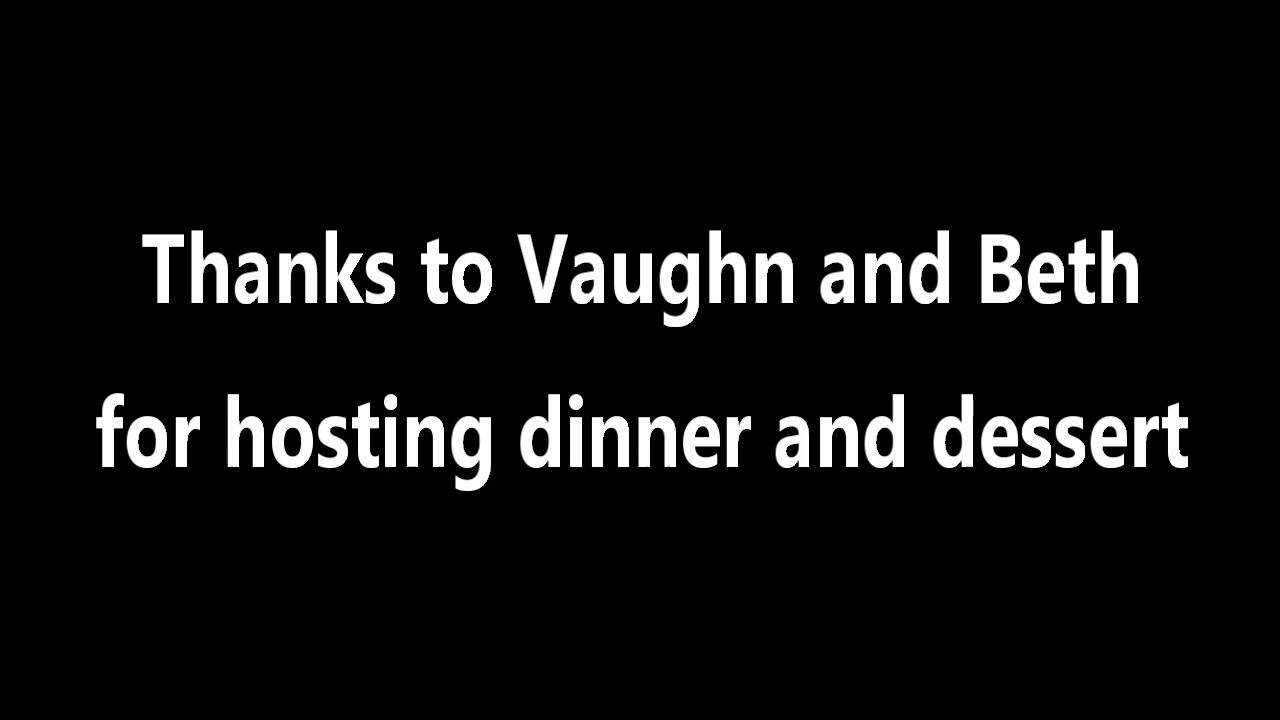 Thanks to Vaughn and Beth
for hosting dinner and dessert